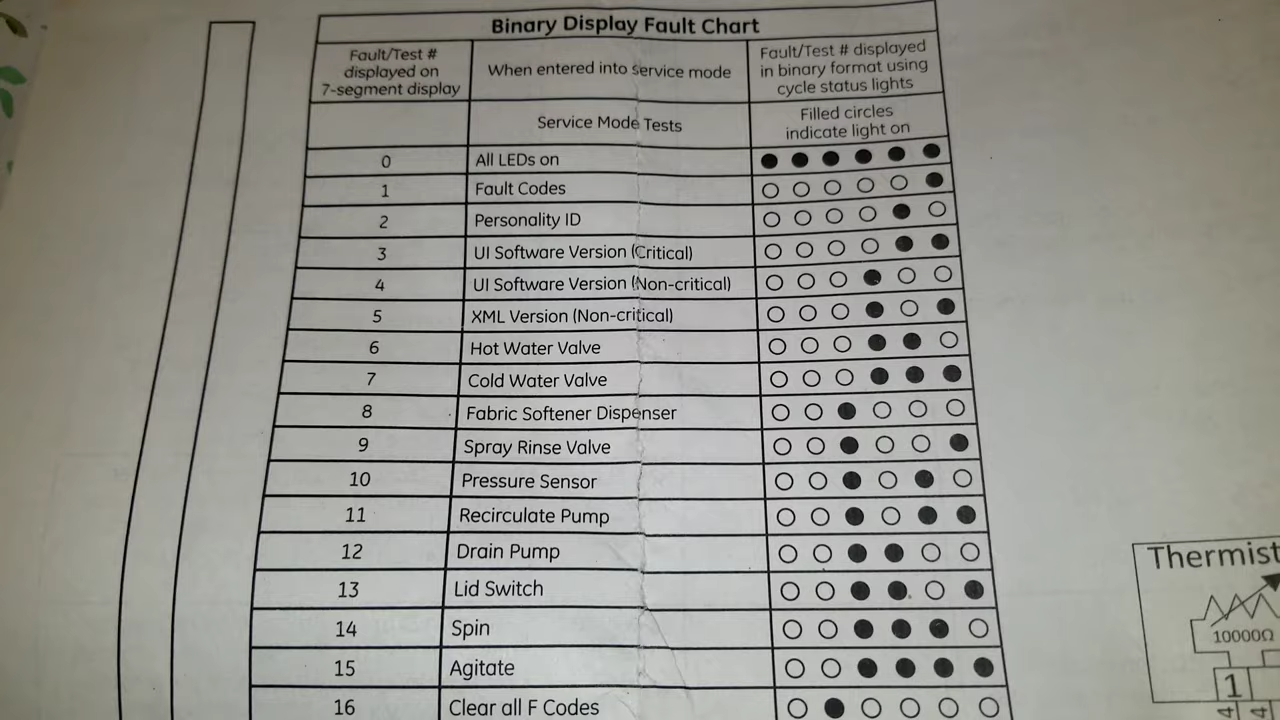 Binary Display Fault Chart
Fault/Test #
displayed on
7-segment display
When entered into service mode
Fault/Test # displayed
in binary format using
cycle status lights
Service Mode Tests
Filled circles
indicate light on
0 All LEDs on
1 Fault Codes
2 Personality ID
3 UI Software Version (Critical)
4 UI Software Version (Non-critical)
5 XML Version (Non-critical)
6 Hot Water Valve
7 Cold Water Valve
8 Fabric Softener Dispenser
9 Spray Rinse Valve
10 Pressure Sensor
11 Recirculate Pump
12 Drain Pump
13 Lid Switch
14 Spin
15 Agitate
16 Clear all F Codes
Thermist
10000Ω
1
4 4